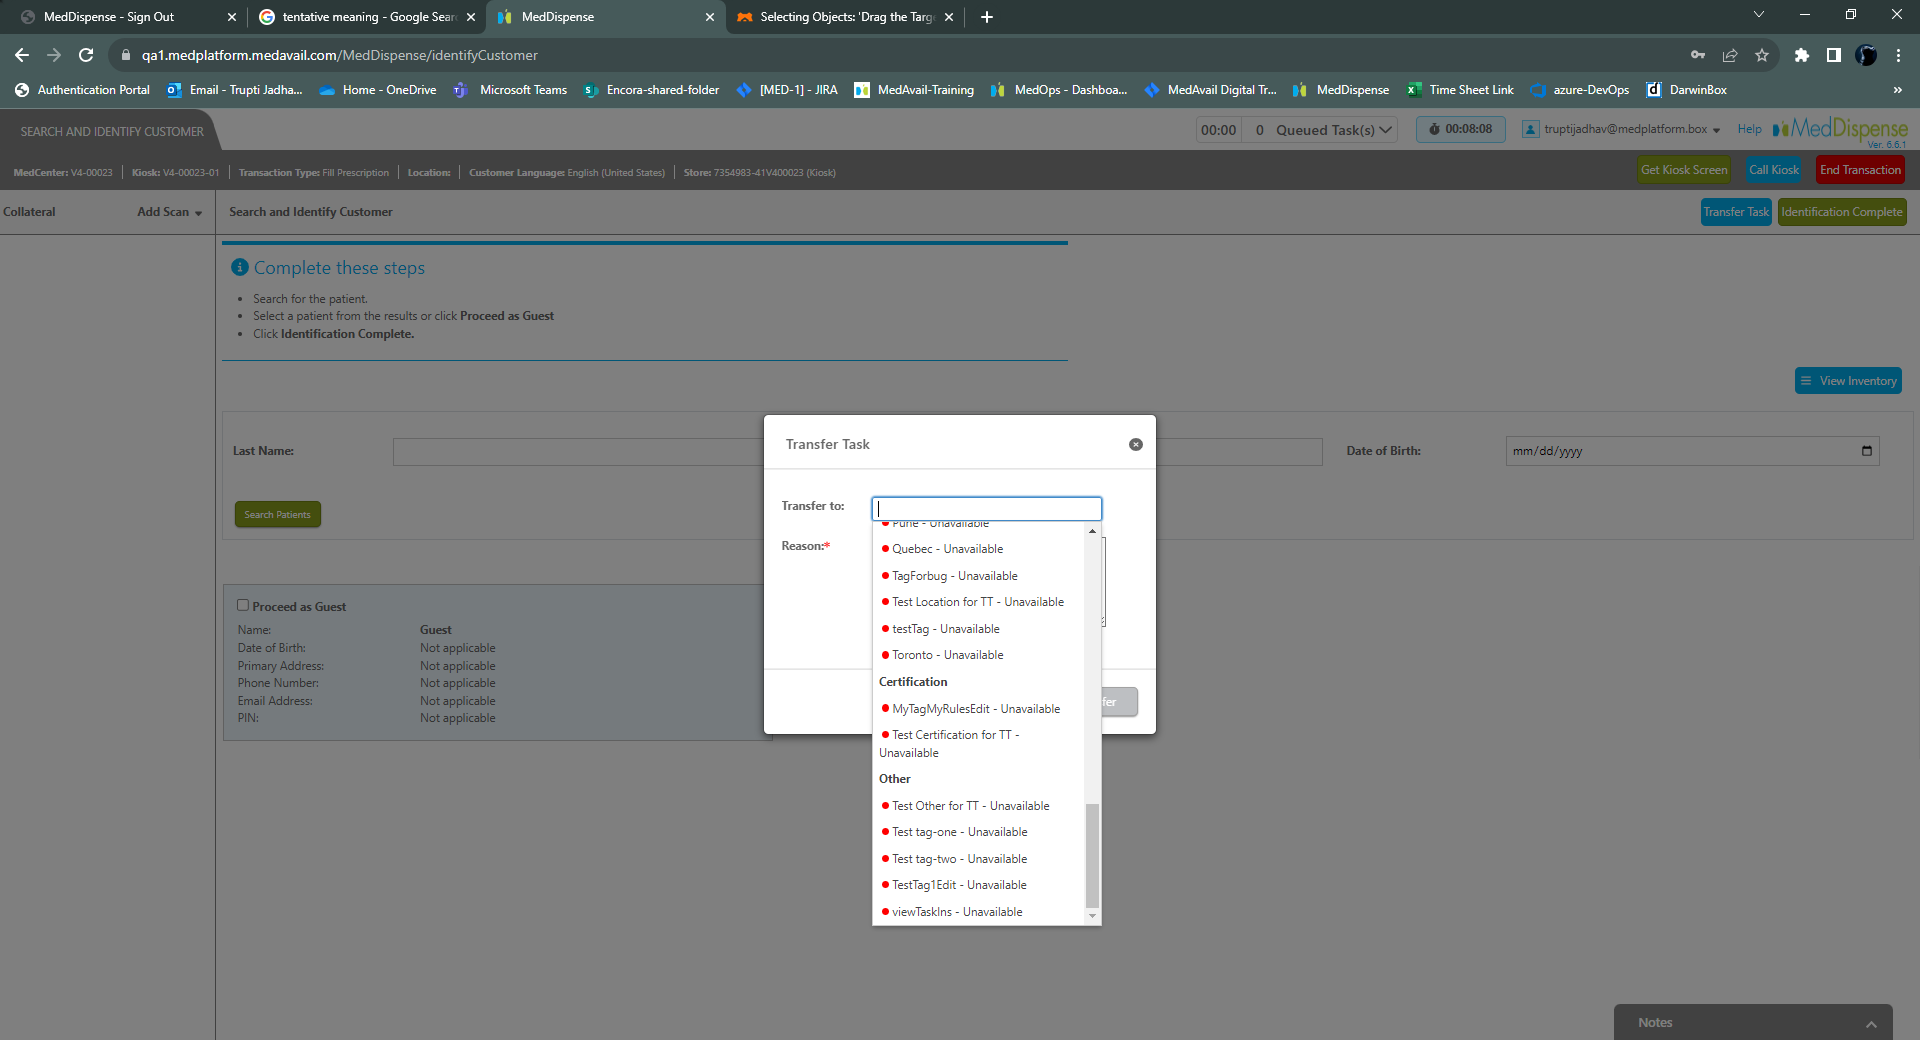 MedDispense - Sign Out
tentative meaning - Google Sear
MedDispense
Selecting Objects: 'Drag the Targ
qa1.medplatform.medavail.com/MedDispense/identifyCustomer
Authentication Portal
Email - Trupti Jadha...
Home - OneDrive
Microsoft Teams
Encora-shared-folder
[MED-1] - JIRA
MedAvail-Training
MedOps - Dashboa...
MedAvail Digital Tr...
MedDispense
Time Sheet Link
azure-DevOps
DarwinBox
»
SEARCH AND IDENTIFY CUSTOMER
00:00
0 Queued Task(s)
00:08:08
truptijadhav@medplatform.box
Help
MedDispense
Ver. 6.6.1
MedCenter: V4-00023
Kiosk: V4-00023-01
Transaction Type: Fill Prescription
Location:
Customer Language: English (United States)
Store: 7354983-41V400023 (Kiosk)
Get Kiosk Screen
Call Kiosk
End Transaction
Collateral
Add Scan
Search and Identify Customer
Transfer Task
Identification Complete
Complete these steps
• Search for the patient.
• Select a patient from the results or click Proceed as Guest
• Click Identification Complete.
View Inventory
Last Name:
Date of Birth:
mm/dd/yyyy
Search Patients
Proceed as Guest
Name: Guest
Date of Birth: Not applicable
Primary Address: Not applicable
Phone Number: Not applicable
Email Address: Not applicable
PIN: Not applicable
Transfer Task
Transfer to:
Reason:*
Pune - Unavailable
Quebec - Unavailable
TagForbug - Unavailable
Test Location for TT - Unavailable
testTag - Unavailable
Toronto - Unavailable
Certification
MyTagMyRulesEdit - Unavailable
Test Certification for TT -
Unavailable
Other
Test Other for TT - Unavailable
Test tag-one - Unavailable
Test tag-two - Unavailable
TestTag1Edit - Unavailable
viewTaskIns - Unavailable
fer
Notes